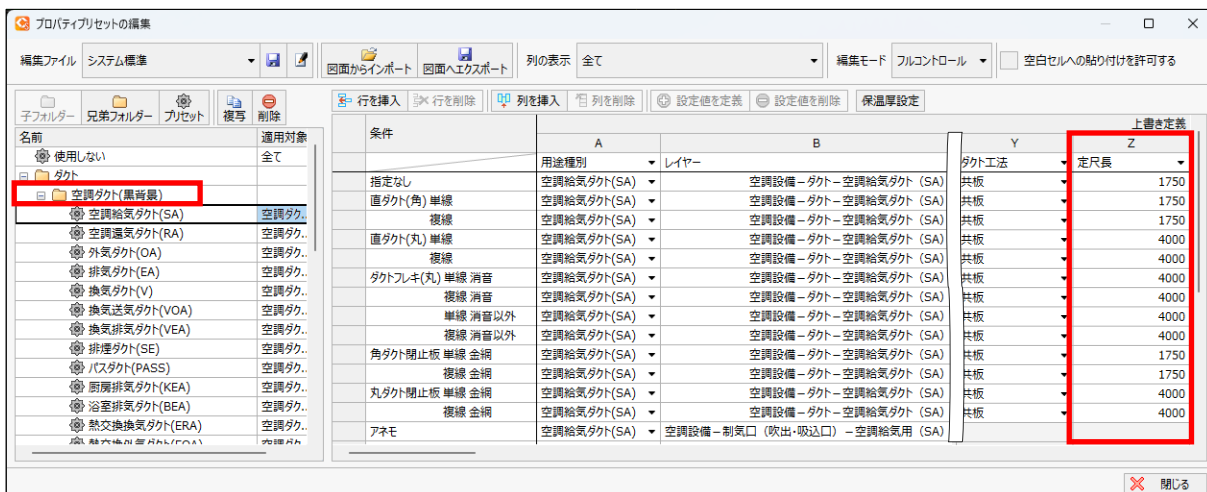 プロパティプリセットの編集
編集ファイル システム標準 図面からインポート 図面へエクスポート 列の表示 全て 編集モード フルコントロール 空白セルへの貼り付けを許可する
子フォルダー 兄弟フォルダー プリセット 複写 削除
行を挿入 行を削除 列を挿入 列を削除 設定値を定義 設定値を削除 保温厚設定
名前 適用対象
使用しない 全て
ダクト
空調ダクト(黒背景)
空調給気ダクト(SA) 空調ダク..
空調還気ダクト(RA) 空調ダク..
外気ダクト(OA) 空調ダク..
排気ダクト(EA) 空調ダク..
換気ダクト(V) 空調ダク..
換気送気ダクト(VOA) 空調ダク..
換気排気ダクト(VEA) 空調ダク..
排煙ダクト(SE) 空調ダク..
パスダクト(PASS) 空調ダク..
厨房排気ダクト(KEA) 空調ダク..
浴室排気ダクト(BEA) 空調ダク..
熱交換換気ダクト(ERA) 空調ダク..
条件 上書き定義
A B Y Z
用途種別 レイヤー ダクト工法 定尺長
指定なし 空調給気ダクト(SA) 空調設備－ダクト－空調給気ダクト（SA） 共板 1750
直ダクト(角) 単線 空調給気ダクト(SA) 空調設備－ダクト－空調給気ダクト（SA） 共板 1750
複線 空調給気ダクト(SA) 空調設備－ダクト－空調給気ダクト（SA） 共板 1750
直ダクト(丸) 単線 空調給気ダクト(SA) 空調設備－ダクト－空調給気ダクト（SA） 共板 4000
複線 空調給気ダクト(SA) 空調設備－ダクト－空調給気ダクト（SA） 共板 4000
ダクトフレキ(丸) 単線 消音 空調給気ダクト(SA) 空調設備－ダクト－空調給気ダクト（SA） 共板 4000
複線 消音 空調給気ダクト(SA) 空調設備－ダクト－空調給気ダクト（SA） 共板 4000
単線 消音以外 空調給気ダクト(SA) 空調設備－ダクト－空調給気ダクト（SA） 共板 4000
複線 消音以外 空調給気ダクト(SA) 空調設備－ダクト－空調給気ダクト（SA） 共板 4000
角ダクト閉止板 単線 金網 空調給気ダクト(SA) 空調設備－ダクト－空調給気ダクト（SA） 共板 1750
複線 金網 空調給気ダクト(SA) 空調設備－ダクト－空調給気ダクト（SA） 共板 1750
丸ダクト閉止板 単線 金網 空調給気ダクト(SA) 空調設備－ダクト－空調給気ダクト（SA） 共板 4000
複線 金網 空調給気ダクト(SA) 空調設備－ダクト－空調給気ダクト（SA） 共板 4000
アネモ 空調給気ダクト(SA) 空調設備－制気口（吹出・吸込口）－空調給気用（SA）
閉じる